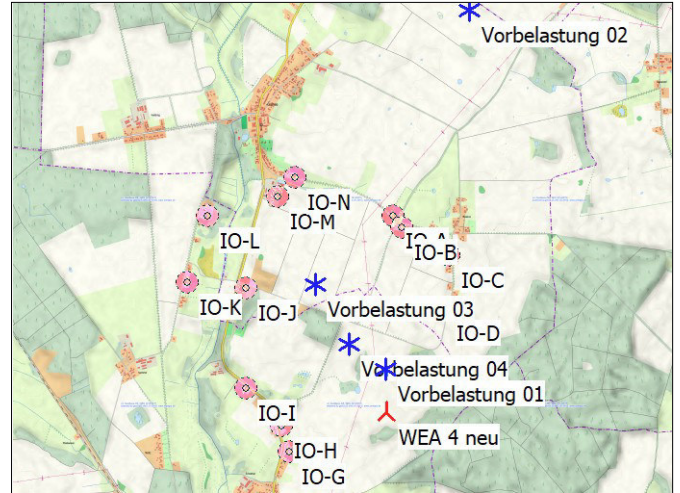 Vorbelastung 02
IO-N
IO-M
IO-L
IO-A
IO-B
IO-C
IO-K
IO-J
Vorbelastung 03
IO-D
Vorbelastung 04
Vorbelastung 01
IO-I
WEA 4 neu
IO-H
IO-G